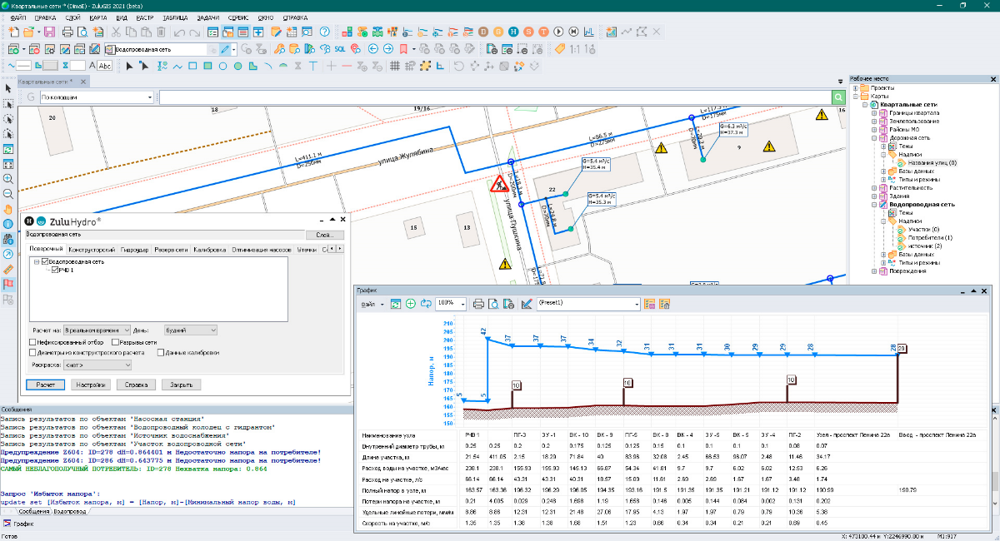 Квартальные сети * (DimaE) - ZuluGIS 2021 (beta)
ФАЙЛ ПРАВКА СЛОЙ КАРТА ВИД РАСТР ТАБЛИЦА ЗАДАЧИ СЕРВИС ОКНО СПРАВКА
Водопроводная сеть
SQL
1:1
A Abc
Квартальные сети *
По колодцам
20
18
19/16
L=411.1 м
D=250мм
улица Жулябина
L=86.5 м
D=275мм
L=117.5
D=175мм
G=6.3 м³/с
H=37.3 м
9
16
G=5.4 м³/с
H=35.4 м
22
G=5.4 м³/с
H=35.3 м
улица Пушкина
15
13
Рабочее место
Проекты
Карты
Квартальные сети
Границы квартала
Землепользование
Районы МО
Дорожная сеть
Темы
Надписи
Названия улиц (0)
Базы данных
Типы и режимы
Растительность
Здания
Водопроводная сеть
Темы
Надписи
Участки (0)
Потребители (1)
источник (2)
Базы данных
Типы и режимы
Повреждения
ZuluHydro®
Водопроводная сеть
Слой...
Поверочный Конструкторский Гидроудар Резерв сети Калибровка Оптимизация насосов Утечки
Водопроводная сеть
РЧВ 1
Расчет на: В реальном времени День: будний
Нефиксированный отбор Разрывы сети
Диаметры из конструктроского расчета Данные калибровки
Раскраска: <нет>
Расчет Настройки Справка Закрыть
Сообщения
Запись результатов по объектам 'Насосная станция'
Запись результатов по объектам 'Водопроводный колодец с гидрантом'
Запись результатов по объектам 'Источник водоснабжения'
Запись результатов по объектам 'Участок водопроводной сети'
Предупреждение Z604: ID=278 dH=0.864401 м Недостаточно напора на потребителе!
Предупреждение Z604: ID=286 dH=0.643775 м Недостаточно напора на потребителе!
САМЫЙ НЕБЛАГОПОЛУЧНЫЙ ПОТРЕБИТЕЛЬ: ID=278 Нехватка напора: 0.864
Запрос 'Избыток напора':
update set [Избыток напора, м] = [Напор, м]-[Минимальный напор воды, м]
Сообщения Водопровод
График
Готово
График
Файл 100% (Preset1)
Напор, м
210
205
200
195
190
185
180
175
170
165
160
155
150
5 5 42 37 37 37 34 32 31 31 31 30 29 29 28 28
29
10 10 10
Наименование узла РЧВ 1 ПГ-3 ЗУ -1 ВК - 10 ВК - 9 ПГ-5 ВК - 8 ВК - 4 ЗУ -5 ВК - 5 ЗУ -4 ПГ-2 Узел - проспект Ленина 22а Ввод - проспект Ленина 22а
Внутренний диаметр трубы, м 0.25 0.25 0.2 0.2 0.175 0.125 0.125 0.15 0.1 0.1 0.1 0.1 0.08 0.07
Длина участка, м 21.54 411.05 2.15 18.29 71.84 40 83.98 32.08 2.45 66.53 96.07 2.48 11.46 34.17
Расход воды на участке, м3/час 238.1 238.1 155.93 155.93 145.13 66.87 54.34 41.81 9.7 9.7 6.02 6.02 12.53 6.26
Расход на участке, л/с 66.14 66.14 43.31 43.31 40.31 18.57 15.09 11.61 2.69 2.69 1.67 1.67 3.48 1.74
Полный напор в узле, м 163.57 163.36 196.32 196.29 196.05 194.35 193.16 191.5 191.35 191.35 191.21 191.12 191.12 190.99 190.79
Потери напора на участке, м 0.21 4.005 0.029 0.248 1.698 1.19 1.658 0.146 0.005 0.144 0.084 0.002 0.131 0.203
Удельные линейные потери, мм/м 8.86 8.86 12.31 12.31 21.48 27.06 17.95 4.13 1.97 1.97 0.79 0.79 10.36 5.38
Скорость на участке, м/с 1.35 1.35 1.38 1.38 1.68 1.51 1.23 0.66 0.34 0.34 0.21 0.21 0.69 0.45
X: 473100.44 м Y:2246990.80 м M1:917